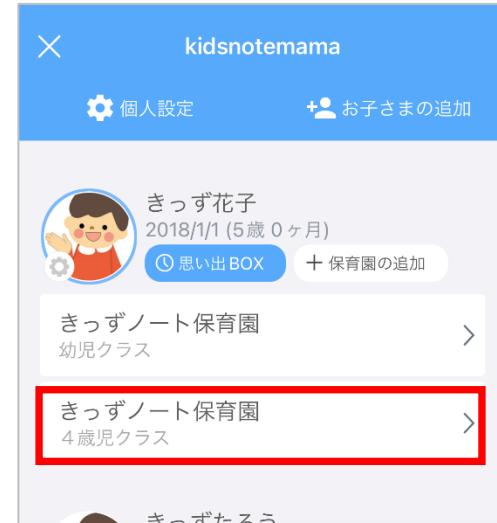 kidsnotemama
個人設定
お子さまの追加
きっず花子
2018/1/1 (5歳 0ヶ月)
思い出BOX
＋ 保育園の追加
きっずノート保育園
幼児クラス
きっずノート保育園
４歳児クラス
きっずたろう